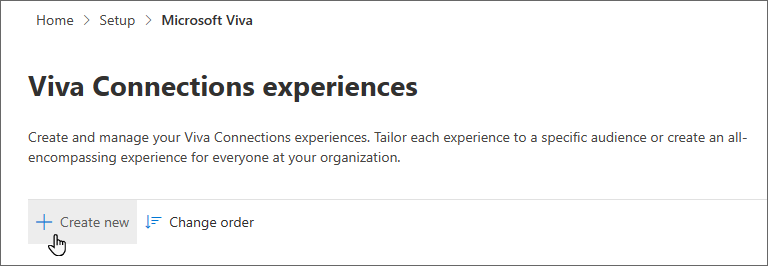 Home > Setup > Microsoft Viva
Viva Connections experiences
Create and manage your Viva Connections experiences. Tailor each experience to a specific audience or create an all-
encompassing experience for everyone at your organization.
Create new Change order